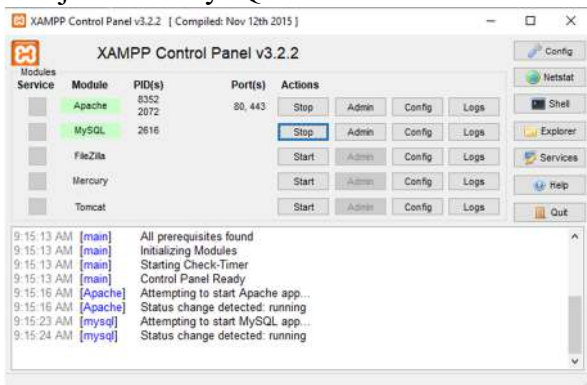 XAMPP Control Panel v3.2.2 [ Compiled: Nov 12th 2015 ]
XAMPP Control Panel v3.2.2
Config
Modules
Service Module PID(s) Port(s) Actions
Netstat
Apache 8352 2072 80, 443 Stop Admin Config Logs
Shell
MySQL 2616 Stop Admin Config Logs
Explorer
FileZilla Start Admin Config Logs
Services
Mercury Start Admin Config Logs
Help
Tomcat Start Admin Config Logs
Quit
9:15:13 AM [main] All prerequisites found
9:15:13 AM [main] Initializing Modules
9:15:13 AM [main] Starting Check-Timer
9:15:13 AM [main] Control Panel Ready
9:15:16 AM [Apache] Attempting to start Apache app...
9:15:16 AM [Apache] Status change detected: running
9:15:23 AM [mysql] Attempting to start MySQL app...
9:15:24 AM [mysql] Status change detected: running